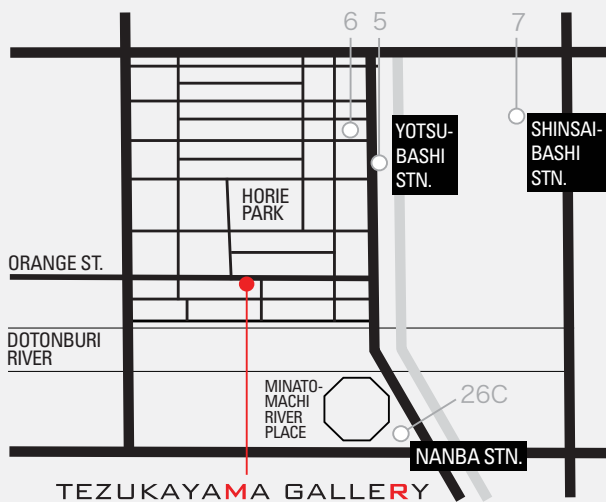 6 5 7
YOTSU-
BASHI
STN.
SHINSAI-
BASHI
STN.
HORIE
PARK
ORANGE ST.
DOTONBURI
RIVER
MINATO-
MACHI
RIVER
PLACE
26C
NANBA STN.
TEZUKAYAMA GALLERY